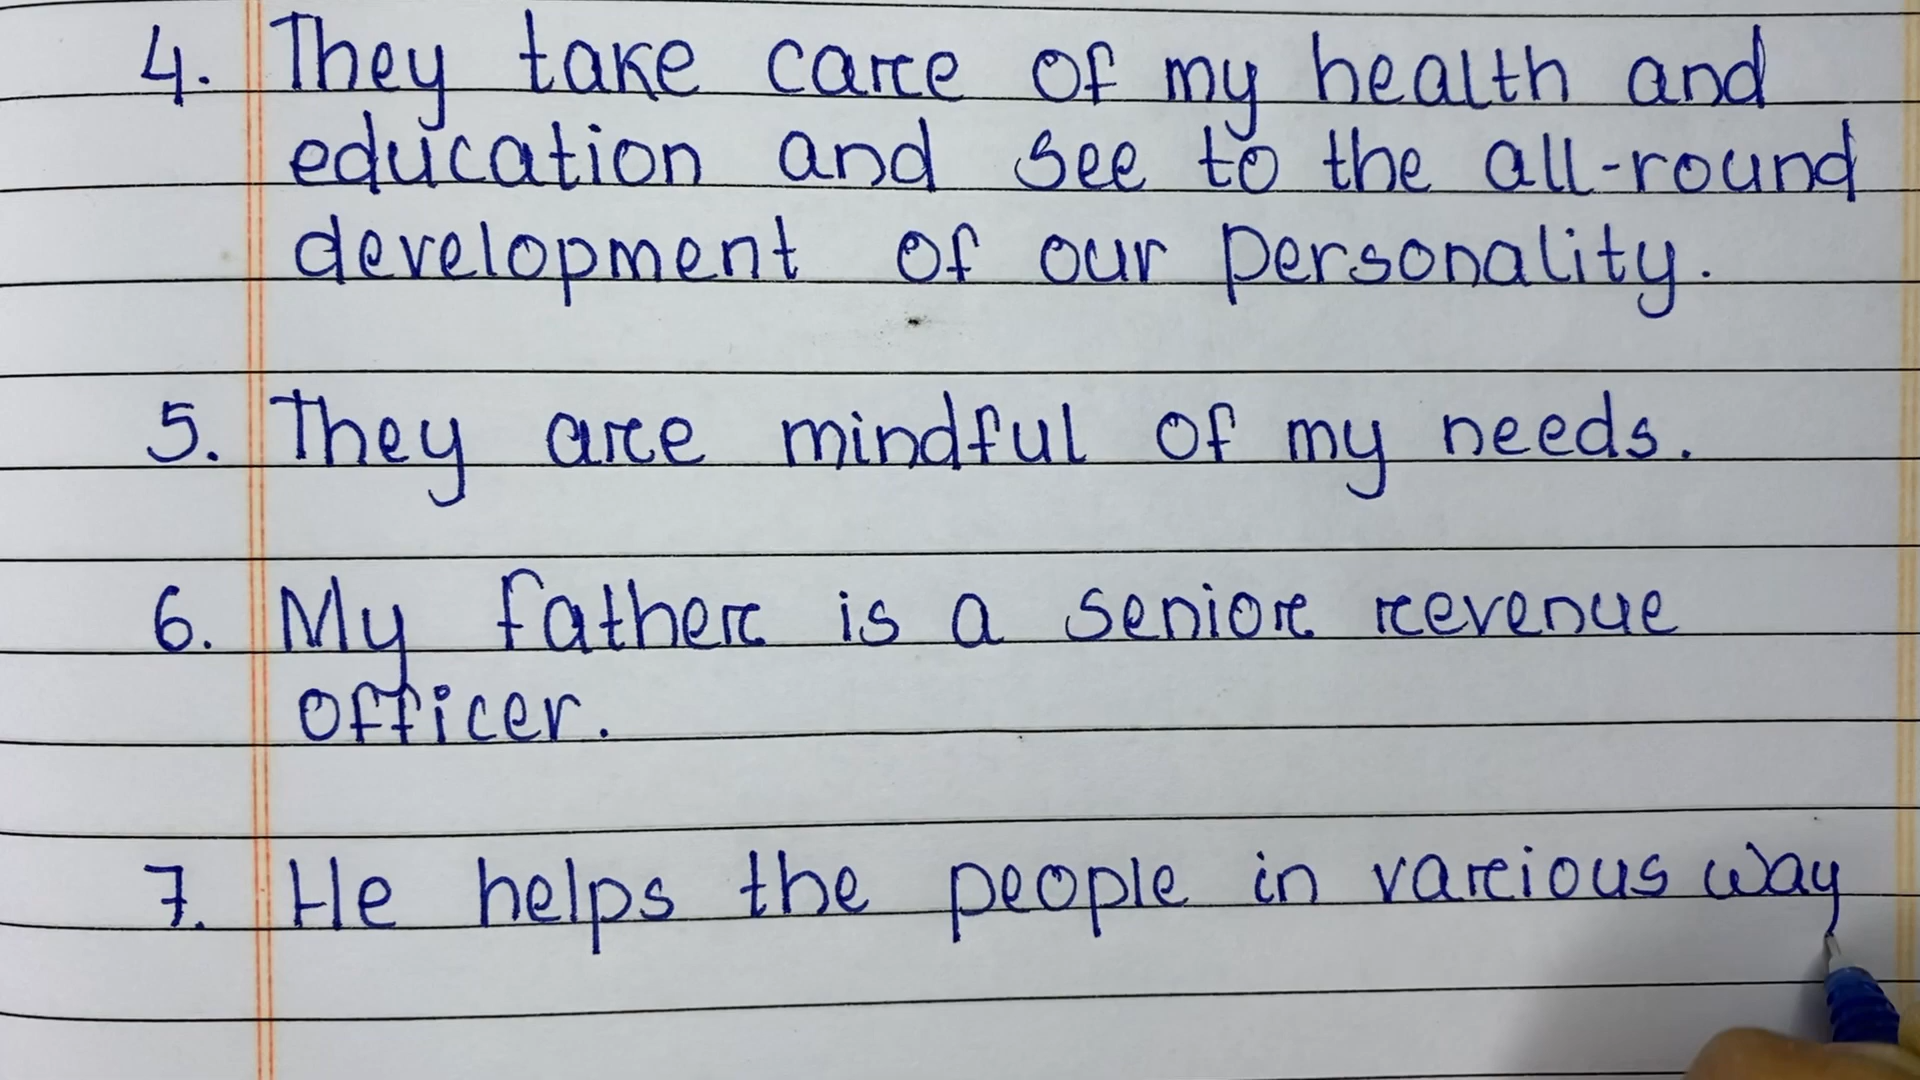 4. They take care of my health and
education and see to the all-round
development of our personality.
5. They are mindful of my needs.
6. My father is a senior revenue
officer.
7. He helps the people in various way